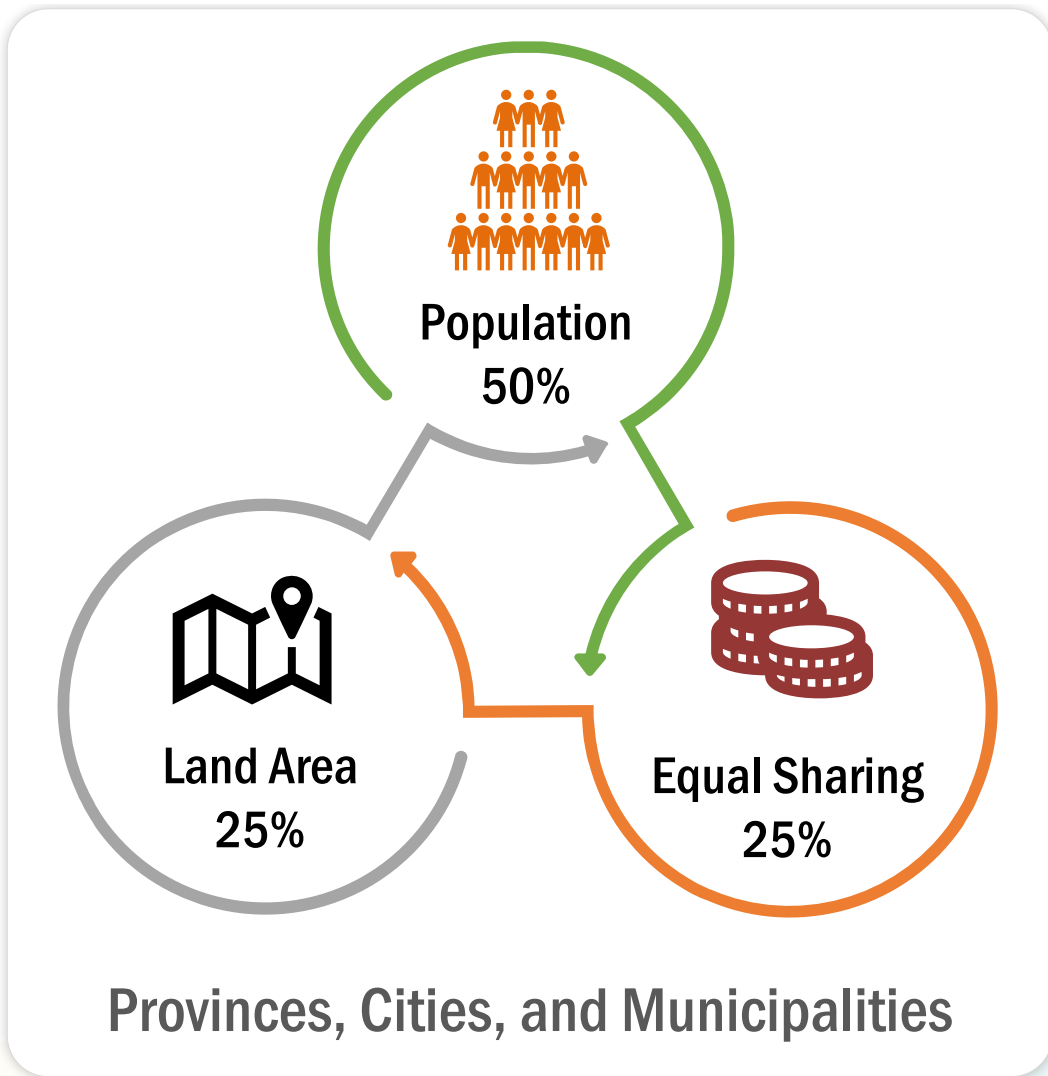 Population
50%
Land Area
25%
Equal Sharing
25%
Provinces, Cities, and Municipalities